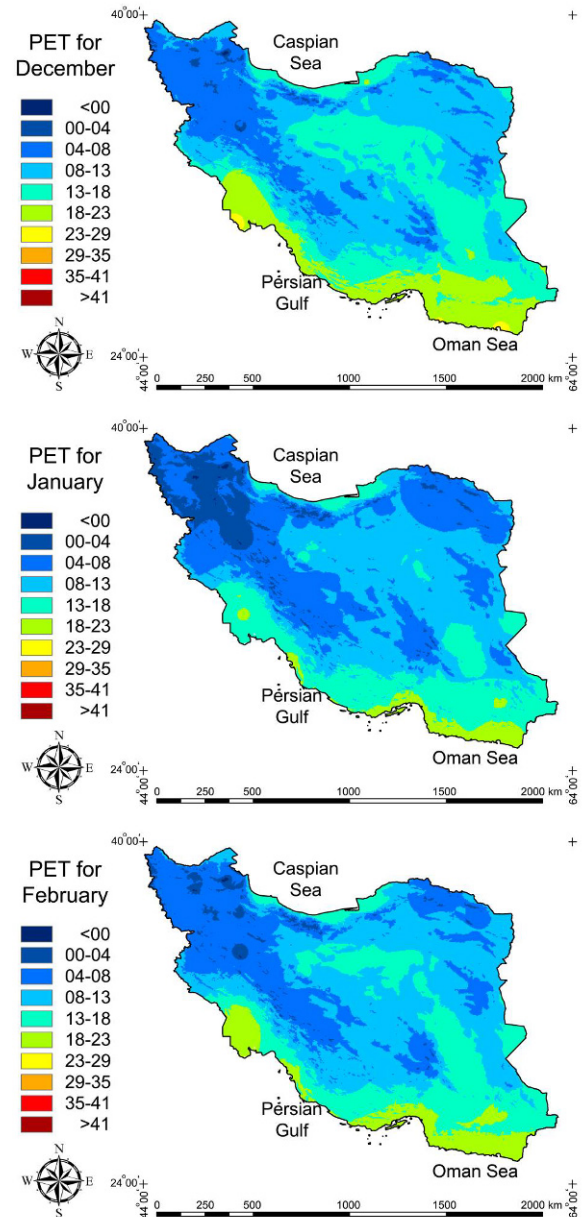 PET for
December
<00
00-04
04-08
08-13
13-18
18-23
23-29
29-35
35-41
>41
N
W E
S
40°00'
Caspian
Sea
Persian
Gulf
Oman Sea
24°00'
44°00'
0 250 500 1000 1500 2000 km
64°00'
PET for
January
<00
00-04
04-08
08-13
13-18
18-23
23-29
29-35
35-41
>41
N
W E
S
40°00'
Caspian
Sea
Persian
Gulf
Oman Sea
24°00'
44°00'
0 250 500 1000 1500 2000 km
64°00'
PET for
February
<00
00-04
04-08
08-13
13-18
18-23
23-29
29-35
35-41
>41
N
W E
S
40°00'
Caspian
Sea
Persian
Gulf
Oman Sea
24°00'
44°00'
0 250 500 1000 1500 2000 km
64°00'